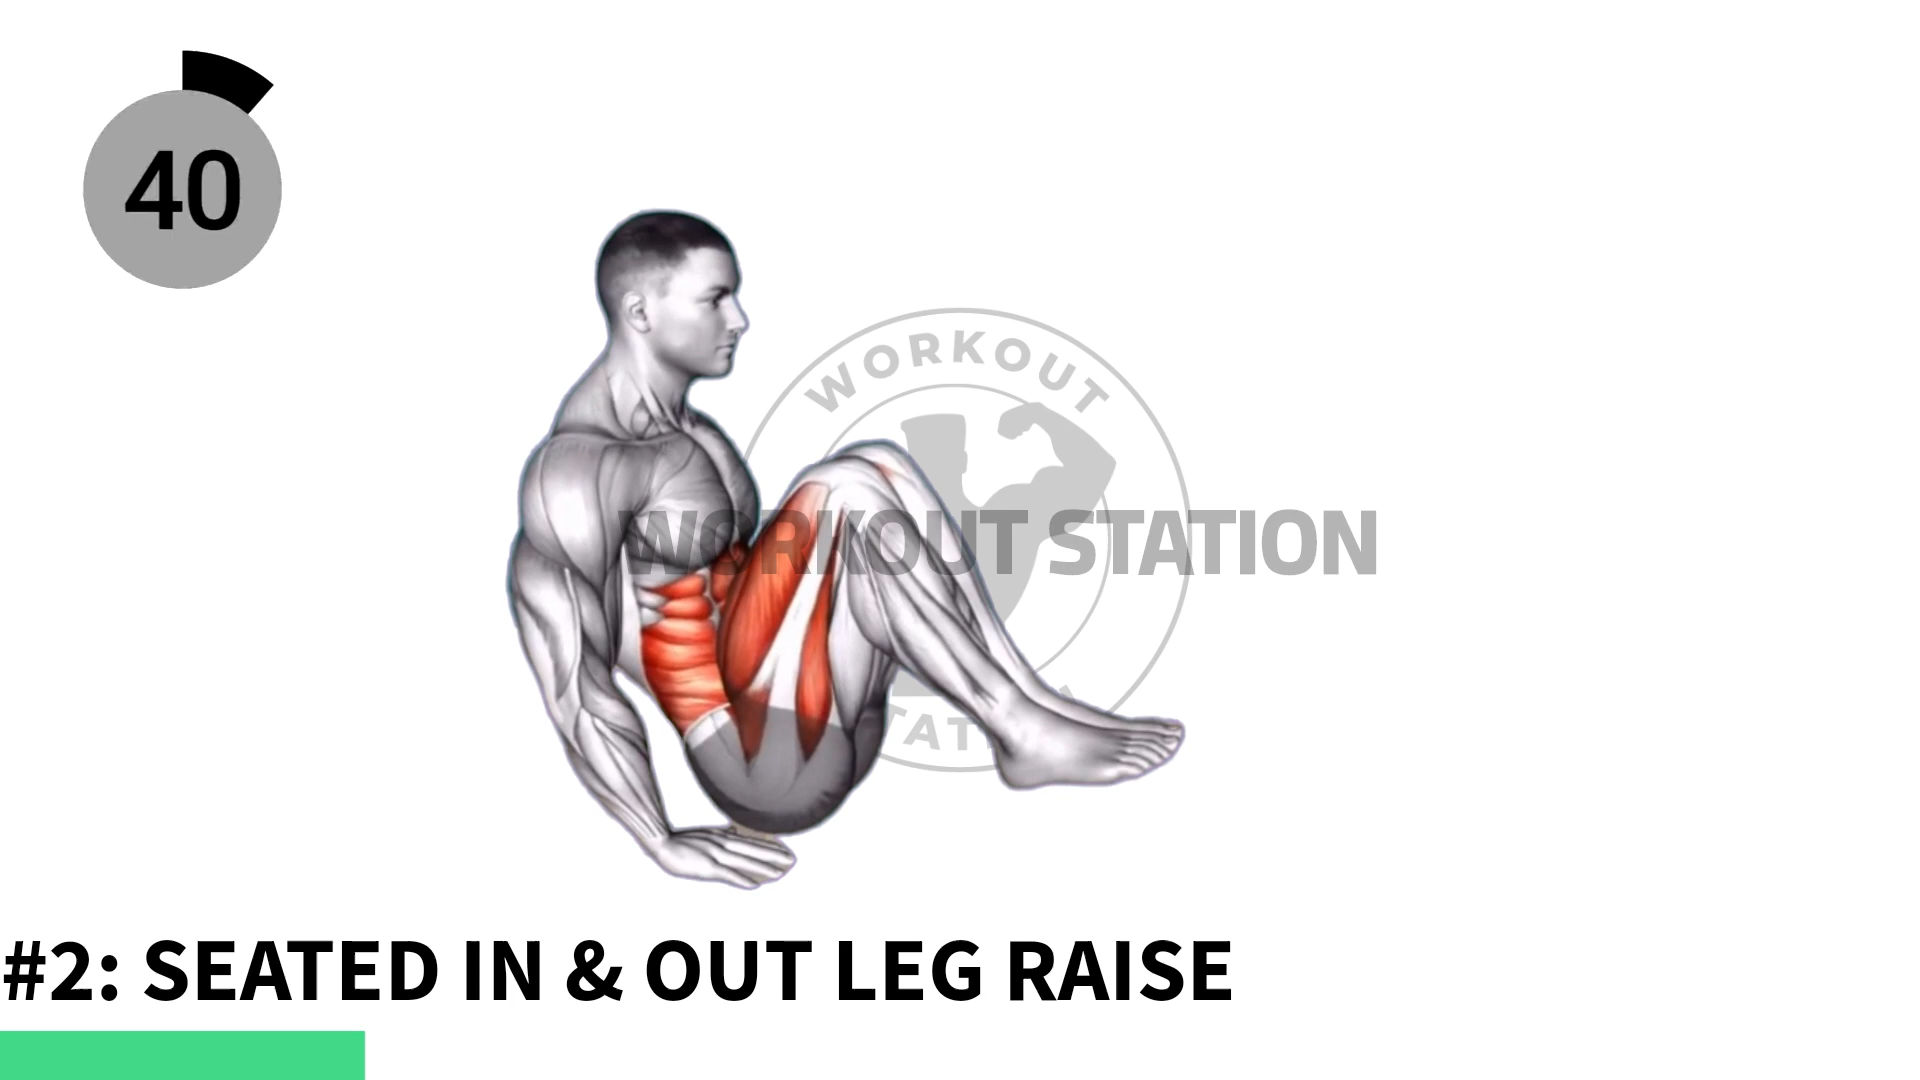 40
WORKOUT
WORKOUT STATION
#2: SEATED IN & OUT LEG RAISE